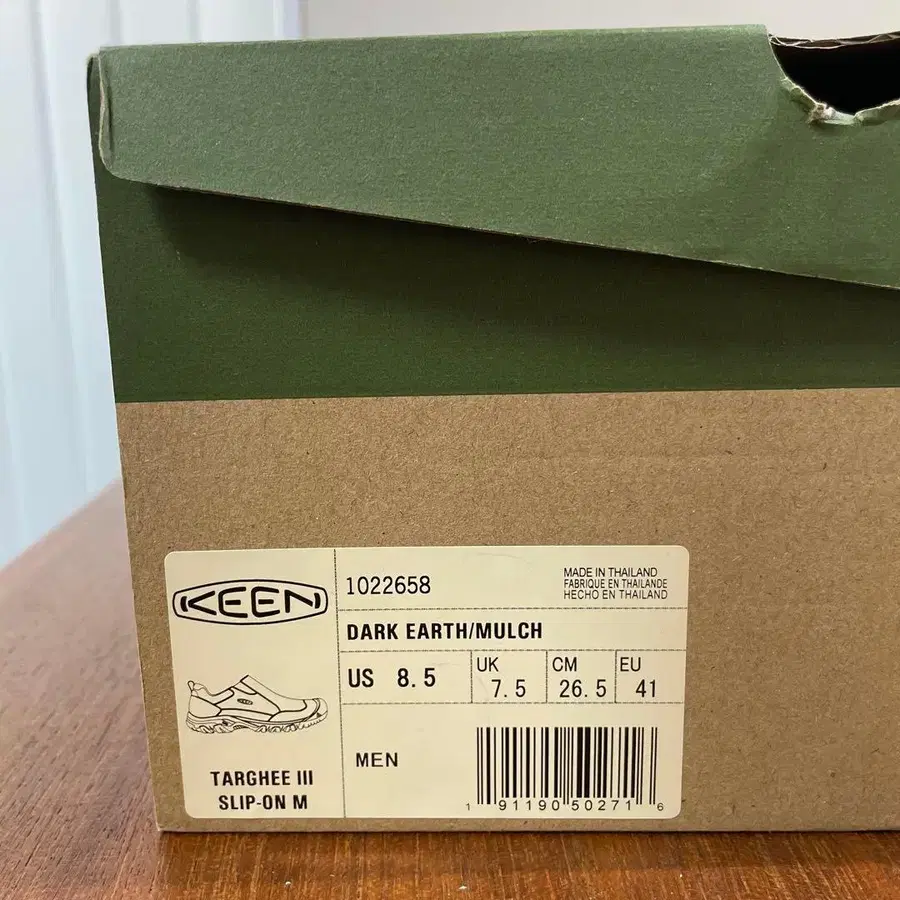 KEEN
KEEN
TARGHEE III
SLIP-ON M
1022658
MADE IN THAILAND
FABRIQUE EN THAILANDE
HECHO EN THAILAND
DARK EARTH/MULCH
US 8.5
UK 7.5
CM 26.5
EU 41
MEN
1 91190 50271 6